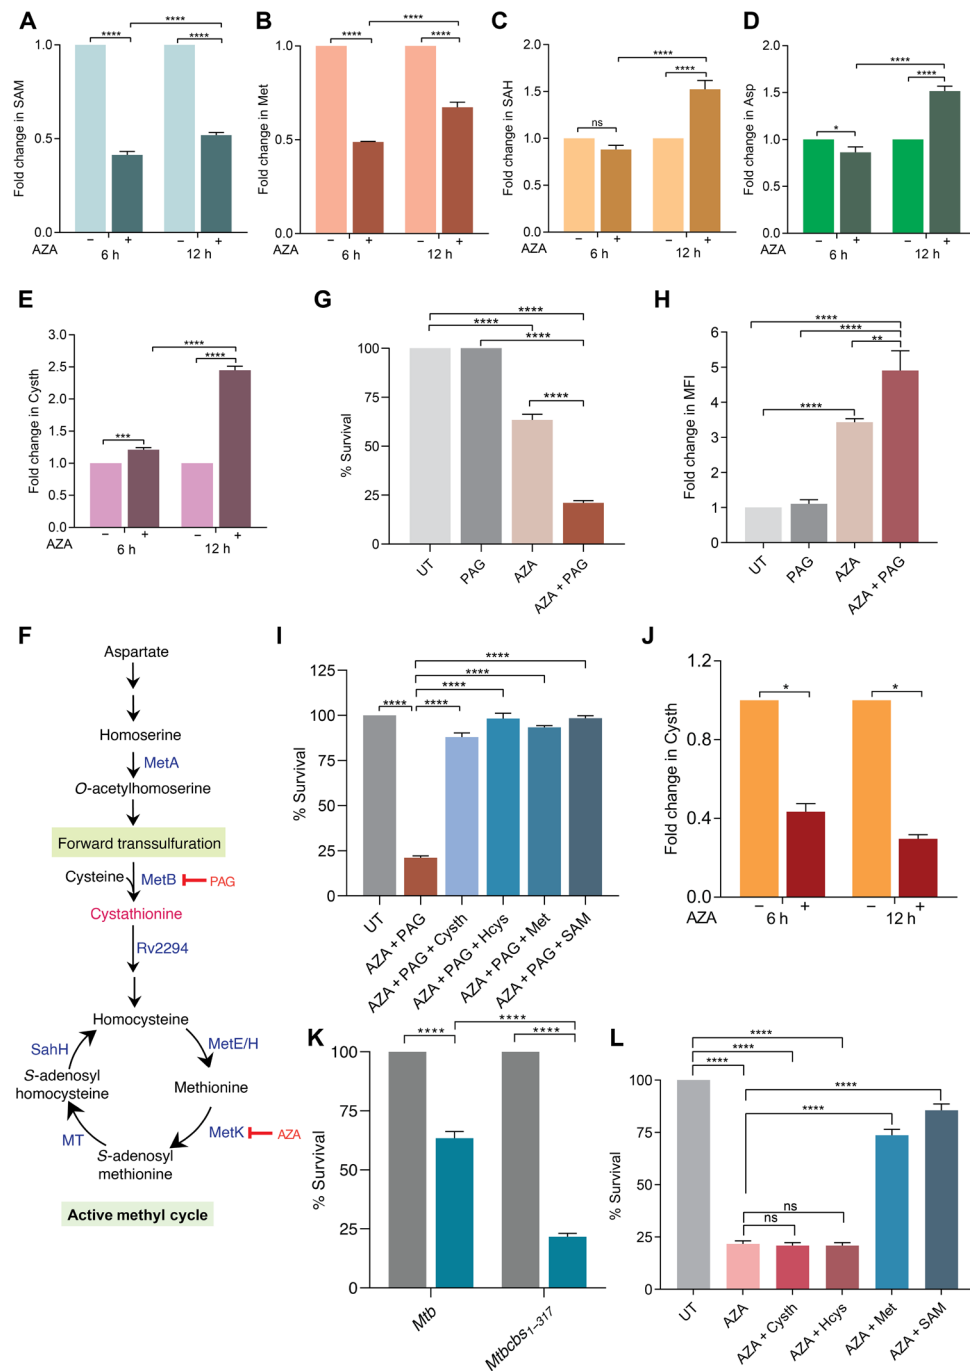 A
Fold change in SAM
1.0
0.5
0.0
****
****
****
AZA
− + − +
6 h 12 h
B
Fold change in Met
1.0
0.5
0.0
****
****
****
AZA
− + − +
6 h 12 h
C
Fold change in SAH
2.0
1.5
1.0
0.5
0.0
****
****
ns
AZA
− + − +
6 h 12 h
D
Fold change in Asp
2.0
1.5
1.0
0.5
0.0
****
****
*
AZA
− + − +
6 h 12 h
E
Fold change in Cysth
3.0
2.5
2.0
1.5
1.0
0.5
0.0
****
****
***
AZA
− + − +
6 h 12 h
G
% Survival
100
75
50
25
0
****
****
****
****
UT
PAG
AZA
AZA + PAG
H
Fold change in MFI
6
5
4
3
2
1
0
****
****
**
****
UT
PAG
AZA
AZA + PAG
F
Aspartate
Homoserine
MetA
O-acetylhomoserine
Forward transsulfuration
Cysteine
MetB
PAG
Cystathionine
Rv2294
Homocysteine
SahH
MetE/H
S-adenosyl
homocysteine
Methionine
MT
MetK
AZA
S-adenosyl
methionine
Active methyl cycle
I
% Survival
125
100
75
50
25
0
****
****
****
****
****
UT
AZA + PAG
AZA + PAG + Cysth
AZA + PAG + Hcys
AZA + PAG + Met
AZA + PAG + SAM
J
Fold change in Cysth
1.2
0.8
0.4
0.0
*
*
AZA
− + − +
6 h 12 h
K
% Survival
100
75
50
25
0
****
****
****
Mtb
Mtbcbs1–317
L
% Survival
100
75
50
25
0
****
****
****
****
****
ns
ns
UT
AZA
AZA + Cysth
AZA + Hcys
AZA + Met
AZA + SAM